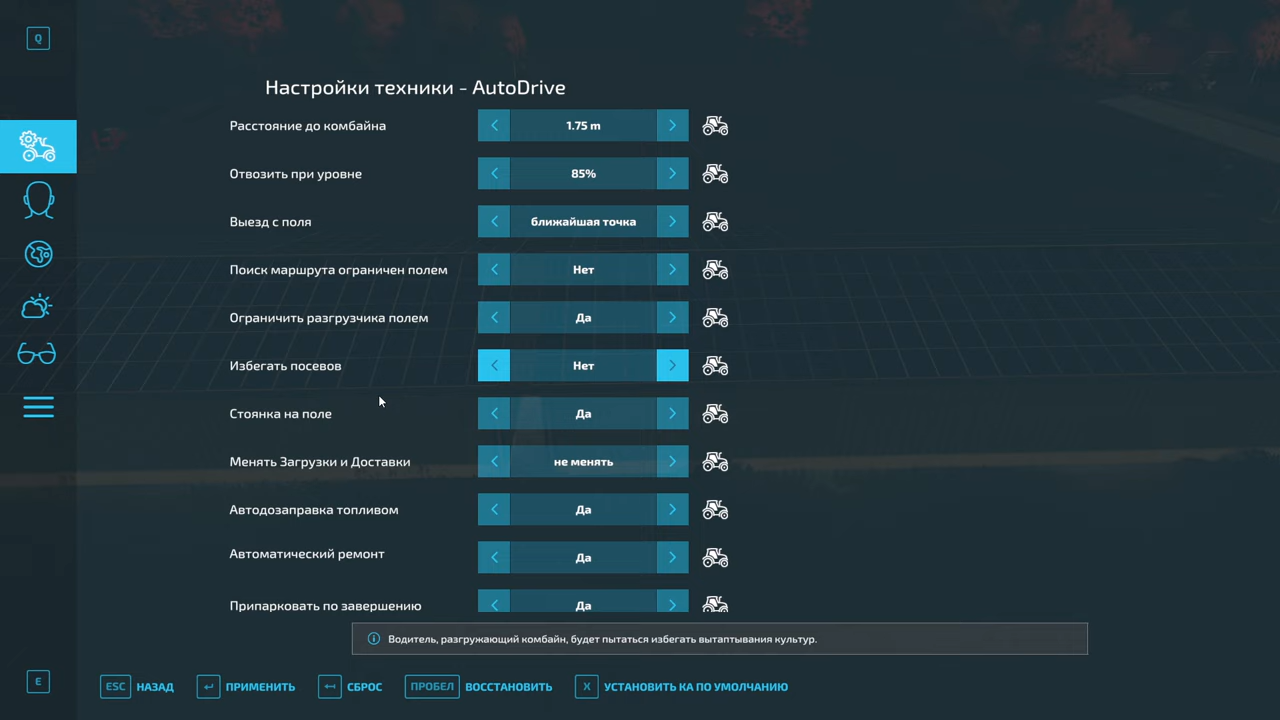 Q
Настройки техники - AutoDrive
Расстояние до комбайна 1.75 m
Отвозить при уровне 85%
Выезд с поля ближайшая точка
Поиск маршрута ограничен полем Нет
Ограничить разгрузчика полем Да
Избегать посевов Нет
Стоянка на поле Да
Менять Загрузки и Доставки не менять
Автодозаправка топливом Да
Автоматический ремонт Да
Припарковать по завершению Да
Водитель, разгружающий комбайн, будет пытаться избегать вытаптывания культур.
E
ESC НАЗАД ПРИМЕНИТЬ СБРОС ПРОБЕЛ ВОССТАНОВИТЬ X УСТАНОВИТЬ КА ПО УМОЛЧАНИЮ